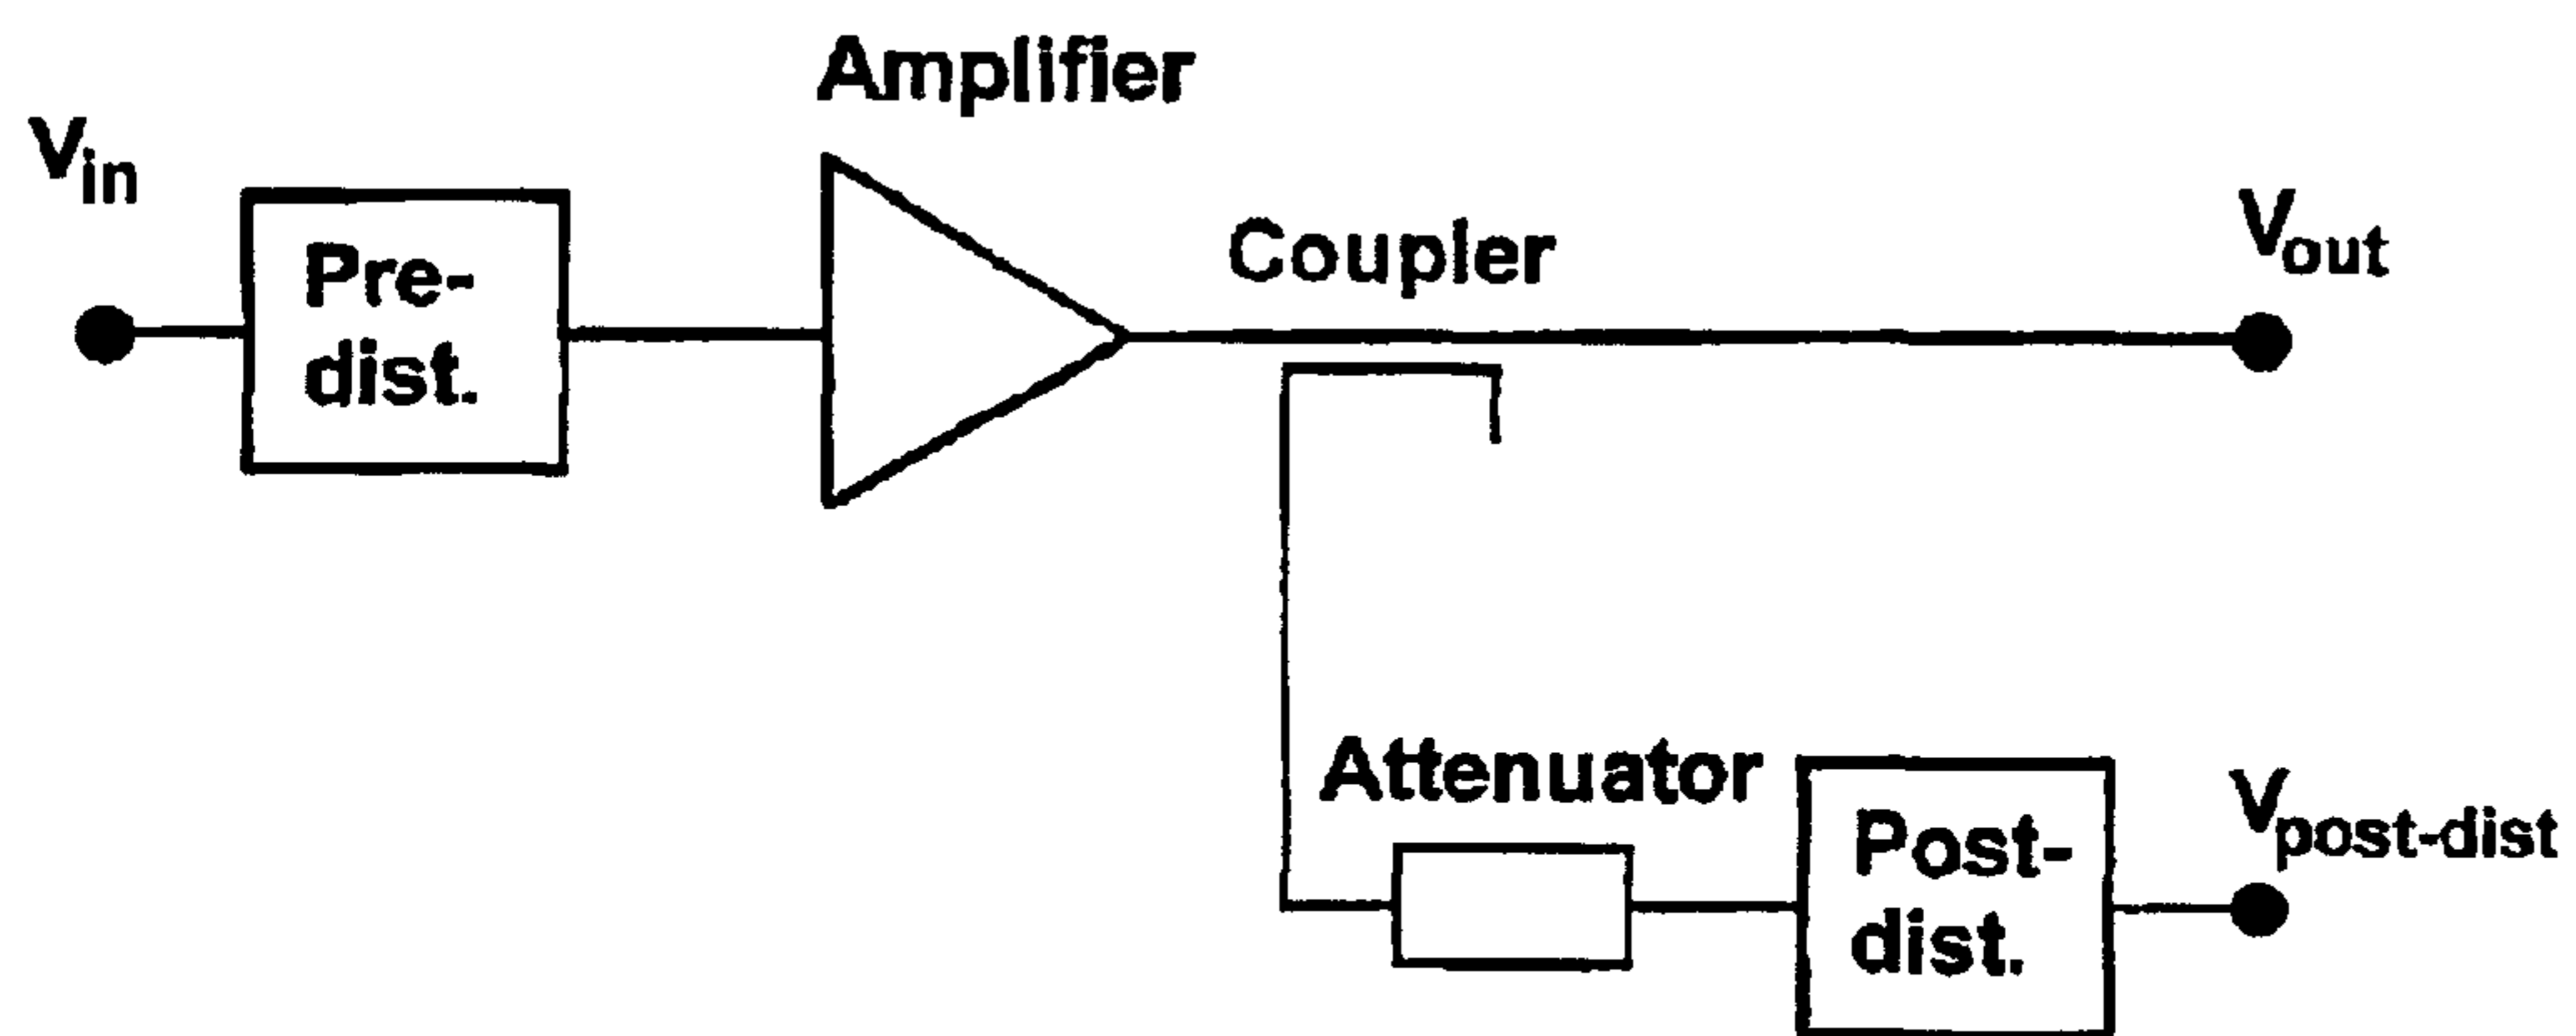 Amplifier
Vin
Pre-
dist.
Coupler
Vout
Attenuator
Post-
dist.
Vpost-dist